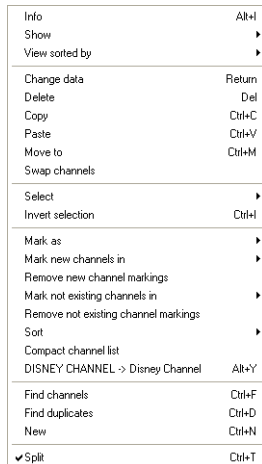 Info Alt+I
Show
View sorted by
Change data Return
Delete Del
Copy Ctrl+C
Paste Ctrl+V
Move to Ctrl+M
Swap channels
Select
Invert selection Ctrl+I
Mark as
Mark new channels in
Remove new channel markings
Mark not existing channels in
Remove not existing channel markings
Sort
Compact channel list
DISNEY CHANNEL -> Disney Channel Alt+Y
Find channels Ctrl+F
Find duplicates Ctrl+D
New Ctrl+N
Split Ctrl+T